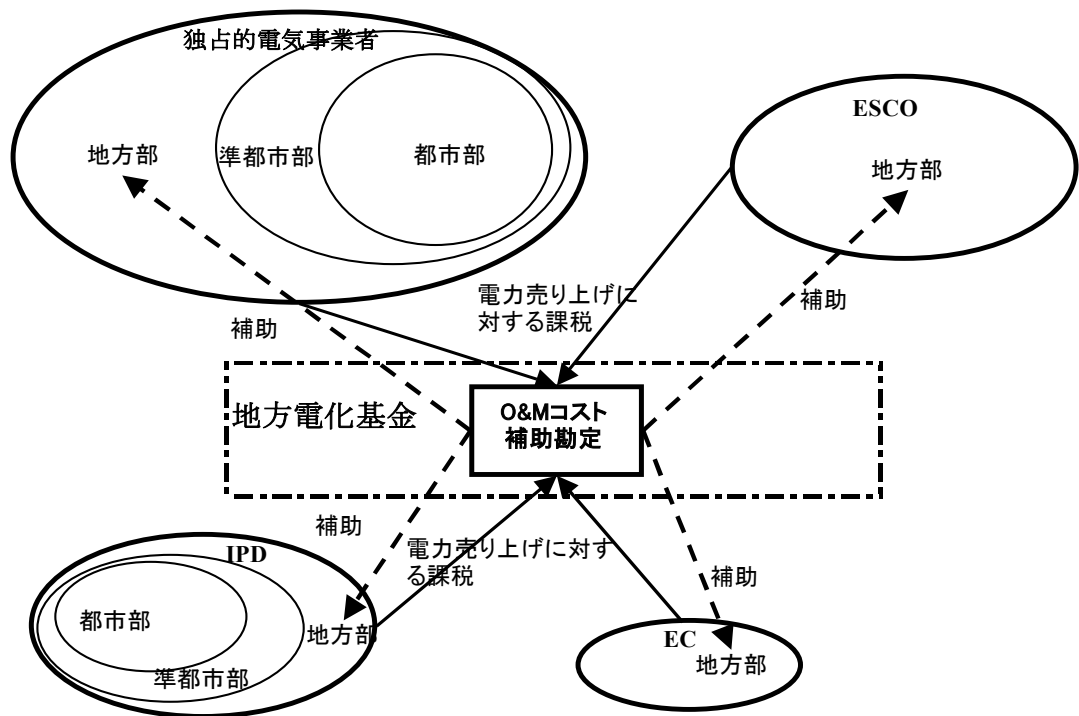 独占的電気事業者
地方部
準都市部
都市部
ESCO
地方部
電力売り上げに
対する課税
補助
補助
地方電化基金
O&Mコスト
補助勘定
補助
電力売り上げに対す
る課税
補助
IPD
都市部
地方部
準都市部
EC
地方部